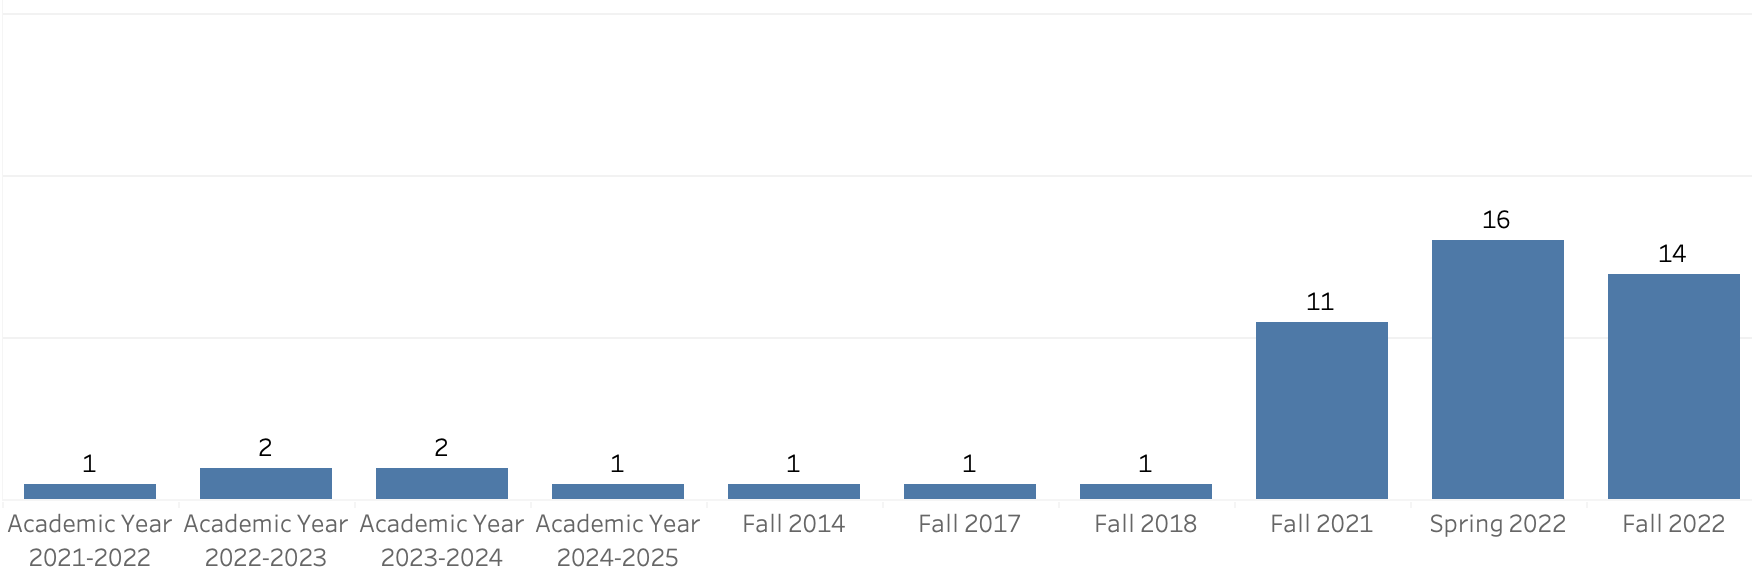 16
14
11
2
2
1
1
1
1
1
Academic Year
2021-2022
Academic Year
2022-2023
Academic Year
2023-2024
Academic Year
2024-2025
Fall 2014
Fall 2017
Fall 2018
Fall 2021
Spring 2022
Fall 2022